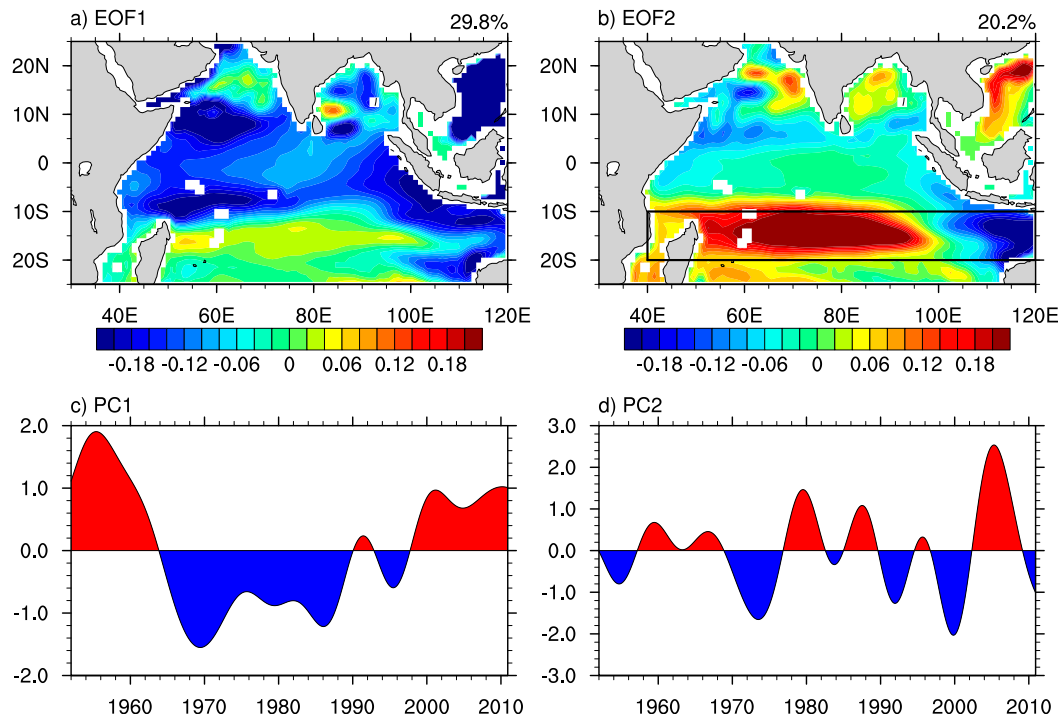 a) EOF1 29.8%
20N
10N
0
10S
20S
40E 60E 80E 100E 120E
-0.18 -0.12 -0.06 0 0.06 0.12 0.18
b) EOF2 20.2%
20N
10N
0
10S
20S
40E 60E 80E 100E 120E
-0.18 -0.12 -0.06 0 0.06 0.12 0.18
c) PC1
2.0
1.0
0.0
-1.0
-2.0
1960 1970 1980 1990 2000 2010
d) PC2
3.0
2.0
1.0
0.0
-1.0
-2.0
-3.0
1960 1970 1980 1990 2000 2010